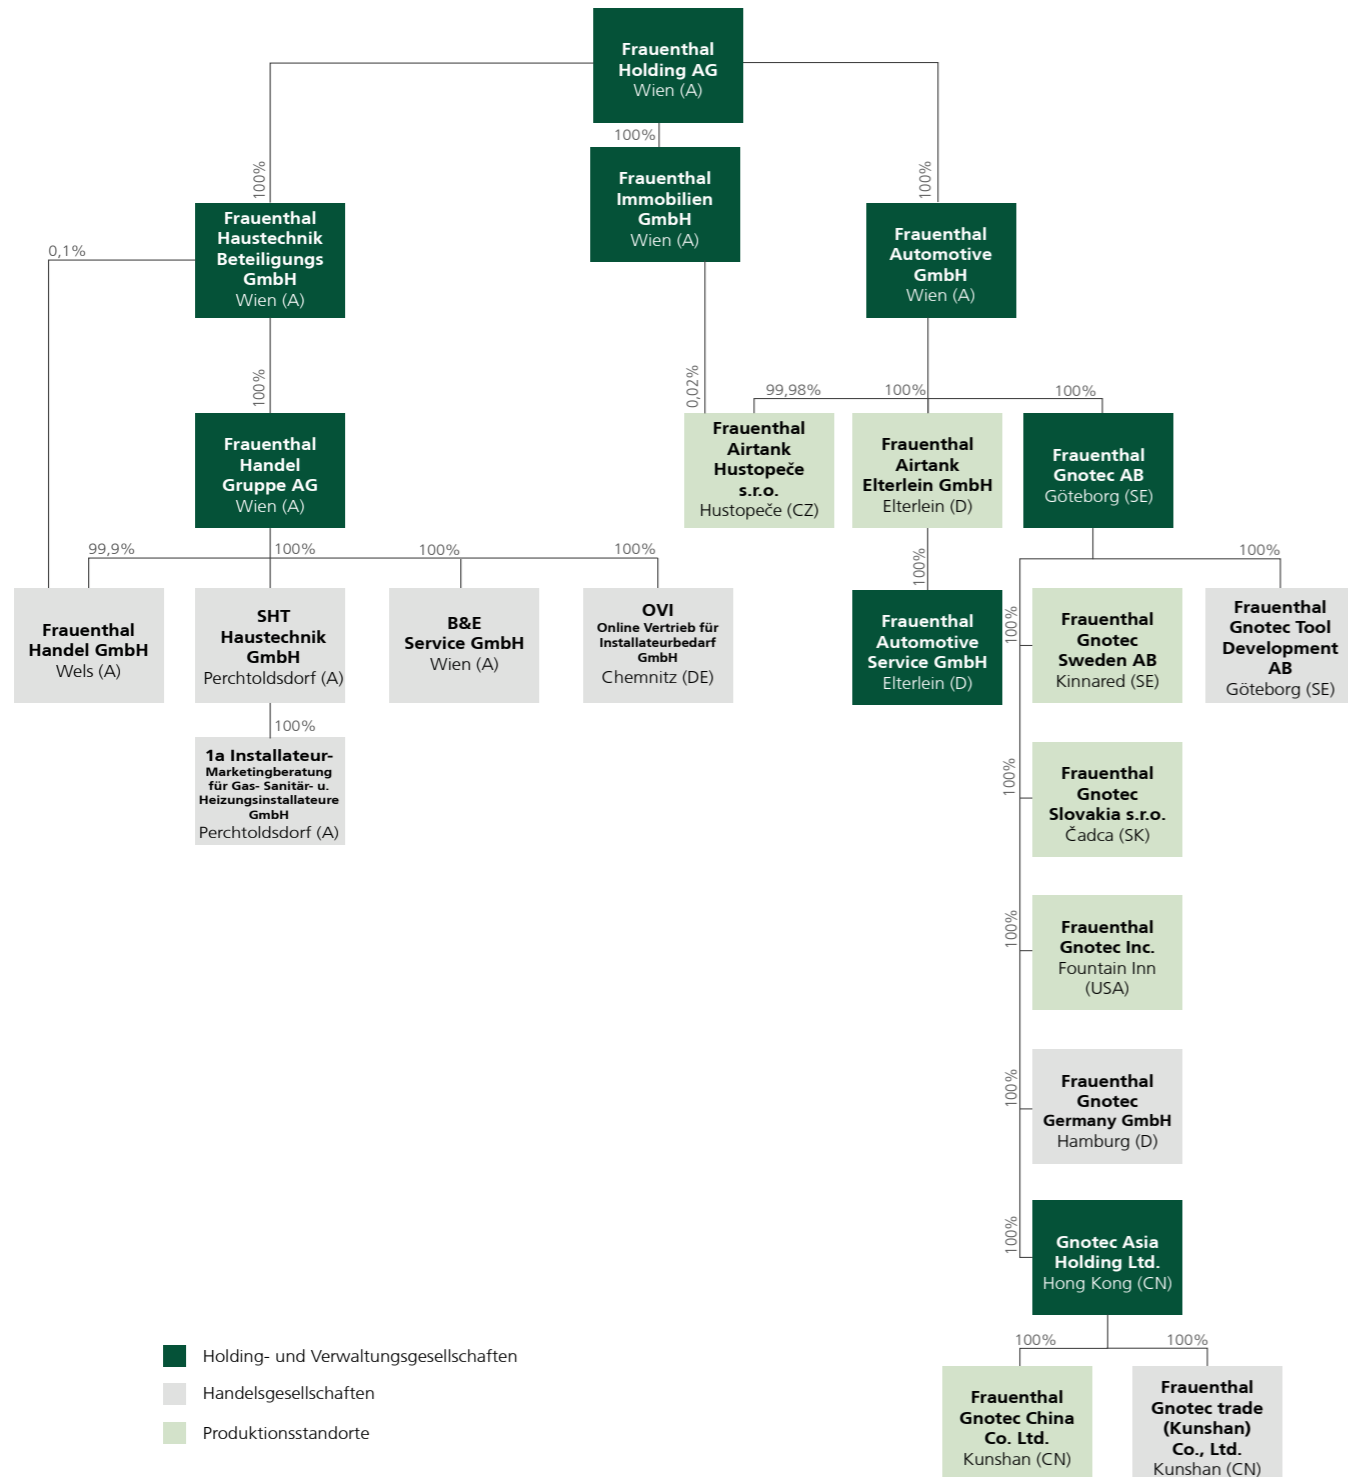 Frauenthal
Holding AG
Wien (A)
100%
100%
100%
Frauenthal
Immobilien
GmbH
Wien (A)
Frauenthal
Haustechnik
Beteiligungs
GmbH
Wien (A)
Frauenthal
Automotive
GmbH
Wien (A)
0,1%
100%
0,02%
99,98%
100%
100%
Frauenthal
Handel
Gruppe AG
Wien (A)
Frauenthal
Airtank
Hustopeče
s.r.o.
Hustopeče (CZ)
Frauenthal
Airtank
Elterlein GmbH
Elterlein (D)
Frauenthal
Gnotec AB
Göteborg (SE)
99,9%
100%
100%
100%
100%
100%
Frauenthal
Handel GmbH
Wels (A)
SHT
Haustechnik
GmbH
Perchtoldsdorf (A)
B&E
Service GmbH
Wien (A)
OVI
Online Vertrieb für
Installateurbedarf
GmbH
Chemnitz (DE)
Frauenthal
Automotive
Service GmbH
Elterlein (D)
100%
Frauenthal
Gnotec
Sweden AB
Kinnared (SE)
Frauenthal
Gnotec Tool
Development
AB
Göteborg (SE)
100%
1a Installateur-
Marketingberatung
für Gas- Sanitär- u.
Heizungsinstallateure
GmbH
Perchtoldsdorf (A)
100%
Frauenthal
Gnotec
Slovakia s.r.o.
Čadca (SK)
100%
Frauenthal
Gnotec Inc.
Fountain Inn
(USA)
100%
Frauenthal
Gnotec
Germany GmbH
Hamburg (D)
100%
Gnotec Asia
Holding Ltd.
Hong Kong (CN)
100%
100%
Frauenthal
Gnotec China
Co. Ltd.
Kunshan (CN)
Frauenthal
Gnotec trade
(Kunshan)
Co., Ltd.
Kunshan (CN)
Holding- und Verwaltungsgesellschaften
Handelsgesellschaften
Produktionsstandorte